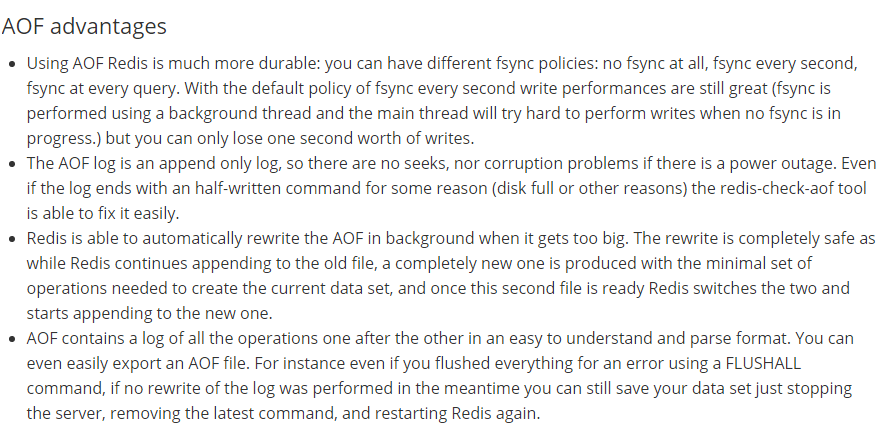 AOF advantages
• Using AOF Redis is much more durable: you can have different fsync policies: no fsync at all, fsync every second,
fsync at every query. With the default policy of fsync every second write performances are still great (fsync is
performed using a background thread and the main thread will try hard to perform writes when no fsync is in
progress.) but you can only lose one second worth of writes.
• The AOF log is an append only log, so there are no seeks, nor corruption problems if there is a power outage. Even
if the log ends with an half-written command for some reason (disk full or other reasons) the redis-check-aof tool
is able to fix it easily.
• Redis is able to automatically rewrite the AOF in background when it gets too big. The rewrite is completely safe as
while Redis continues appending to the old file, a completely new one is produced with the minimal set of
operations needed to create the current data set, and once this second file is ready Redis switches the two and
starts appending to the new one.
• AOF contains a log of all the operations one after the other in an easy to understand and parse format. You can
even easily export an AOF file. For instance even if you flushed everything for an error using a FLUSHALL
command, if no rewrite of the log was performed in the meantime you can still save your data set just stopping
the server, removing the latest command, and restarting Redis again.